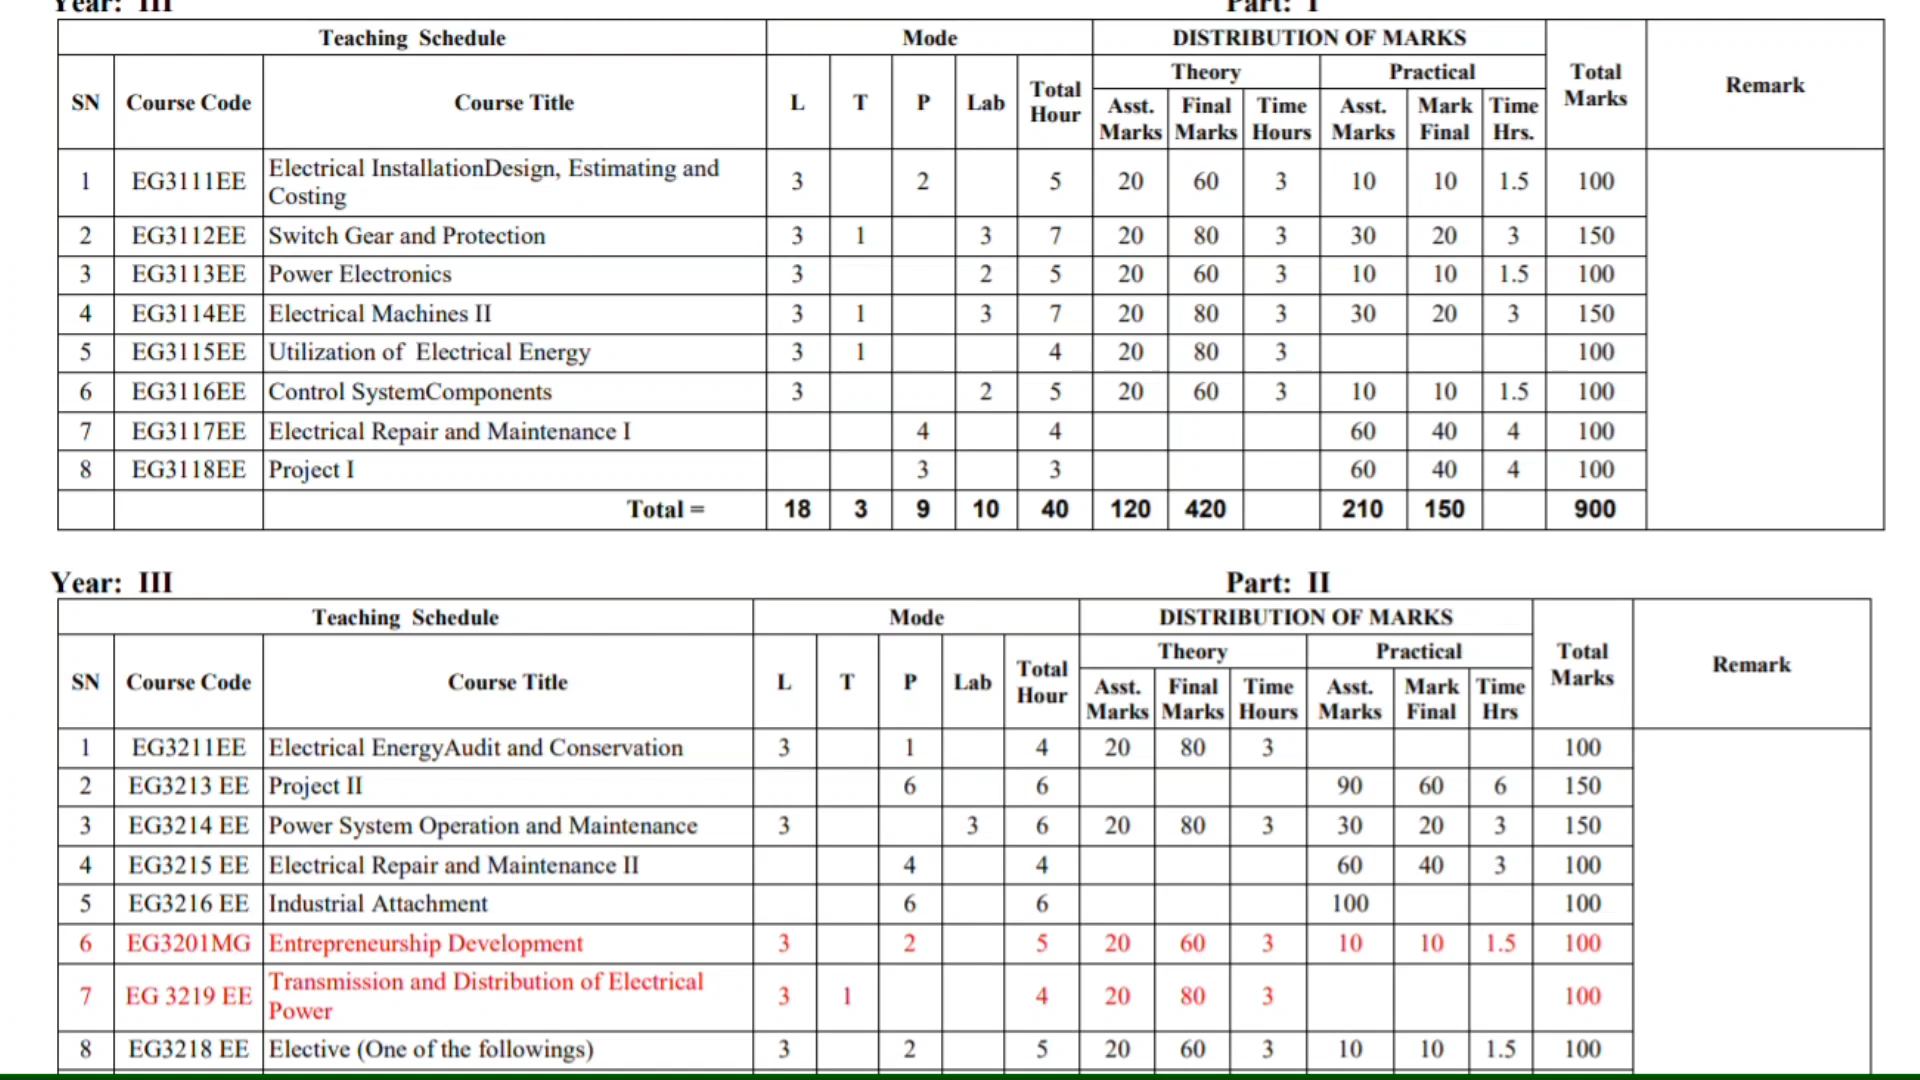 Year: III Part: I
Teaching Schedule Mode DISTRIBUTION OF MARKS Total Marks Remark
Theory Practical
SN Course Code Course Title L T P Lab Total Hour Asst. Marks Final Marks Time Hours Asst. Marks Mark Final Time Hrs.
1 EG3111EE Electrical InstallationDesign, Estimating and Costing 3 2 5 20 60 3 10 10 1.5 100
2 EG3112EE Switch Gear and Protection 3 1 3 7 20 80 3 30 20 3 150
3 EG3113EE Power Electronics 3 2 5 20 60 3 10 10 1.5 100
4 EG3114EE Electrical Machines II 3 1 3 7 20 80 3 30 20 3 150
5 EG3115EE Utilization of Electrical Energy 3 1 4 20 80 3 100
6 EG3116EE Control SystemComponents 3 2 5 20 60 3 10 10 1.5 100
7 EG3117EE Electrical Repair and Maintenance I 4 4 60 40 4 100
8 EG3118EE Project I 3 3 60 40 4 100
Total = 18 3 9 10 40 120 420 210 150 900
Year: III Part: II
Teaching Schedule Mode DISTRIBUTION OF MARKS Total Marks Remark
Theory Practical
SN Course Code Course Title L T P Lab Total Hour Asst. Marks Final Marks Time Hours Asst. Marks Mark Final Time Hrs
1 EG3211EE Electrical EnergyAudit and Conservation 3 1 4 20 80 3 100
2 EG3213 EE Project II 6 6 90 60 6 150
3 EG3214 EE Power System Operation and Maintenance 3 3 6 20 80 3 30 20 3 150
4 EG3215 EE Electrical Repair and Maintenance II 4 4 60 40 3 100
5 EG3216 EE Industrial Attachment 6 6 100 100
6 EG3201MG Entrepreneurship Development 3 2 5 20 60 3 10 10 1.5 100
7 EG 3219 EE Transmission and Distribution of Electrical Power 3 1 4 20 80 3 100
8 EG3218 EE Elective (One of the followings) 3 2 5 20 60 3 10 10 1.5 100